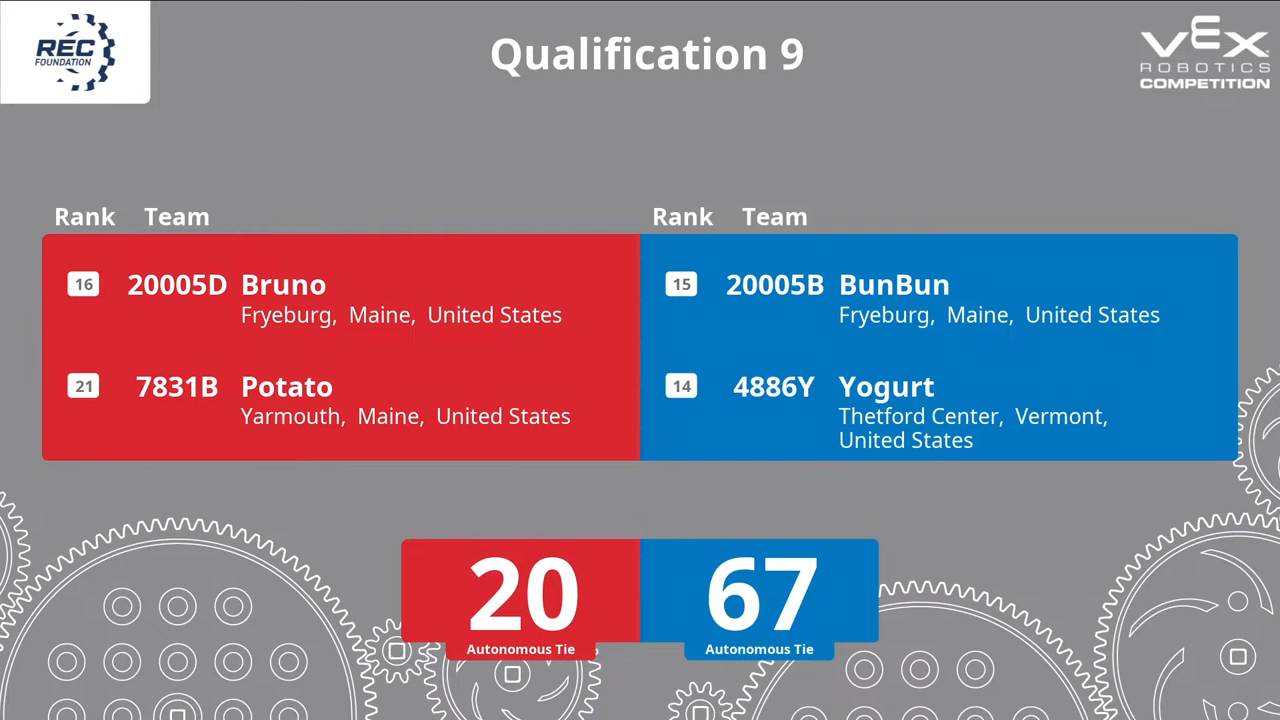 REC
FOUNDATION
Qualification 9
VEX
ROBOTICS
COMPETITION
Rank Team
16 20005D Bruno
Fryeburg, Maine, United States
21 7831B Potato
Yarmouth, Maine, United States
Rank Team
15 20005B BunBun
Fryeburg, Maine, United States
14 4886Y Yogurt
Thetford Center, Vermont,
United States
20
Autonomous Tie
67
Autonomous Tie